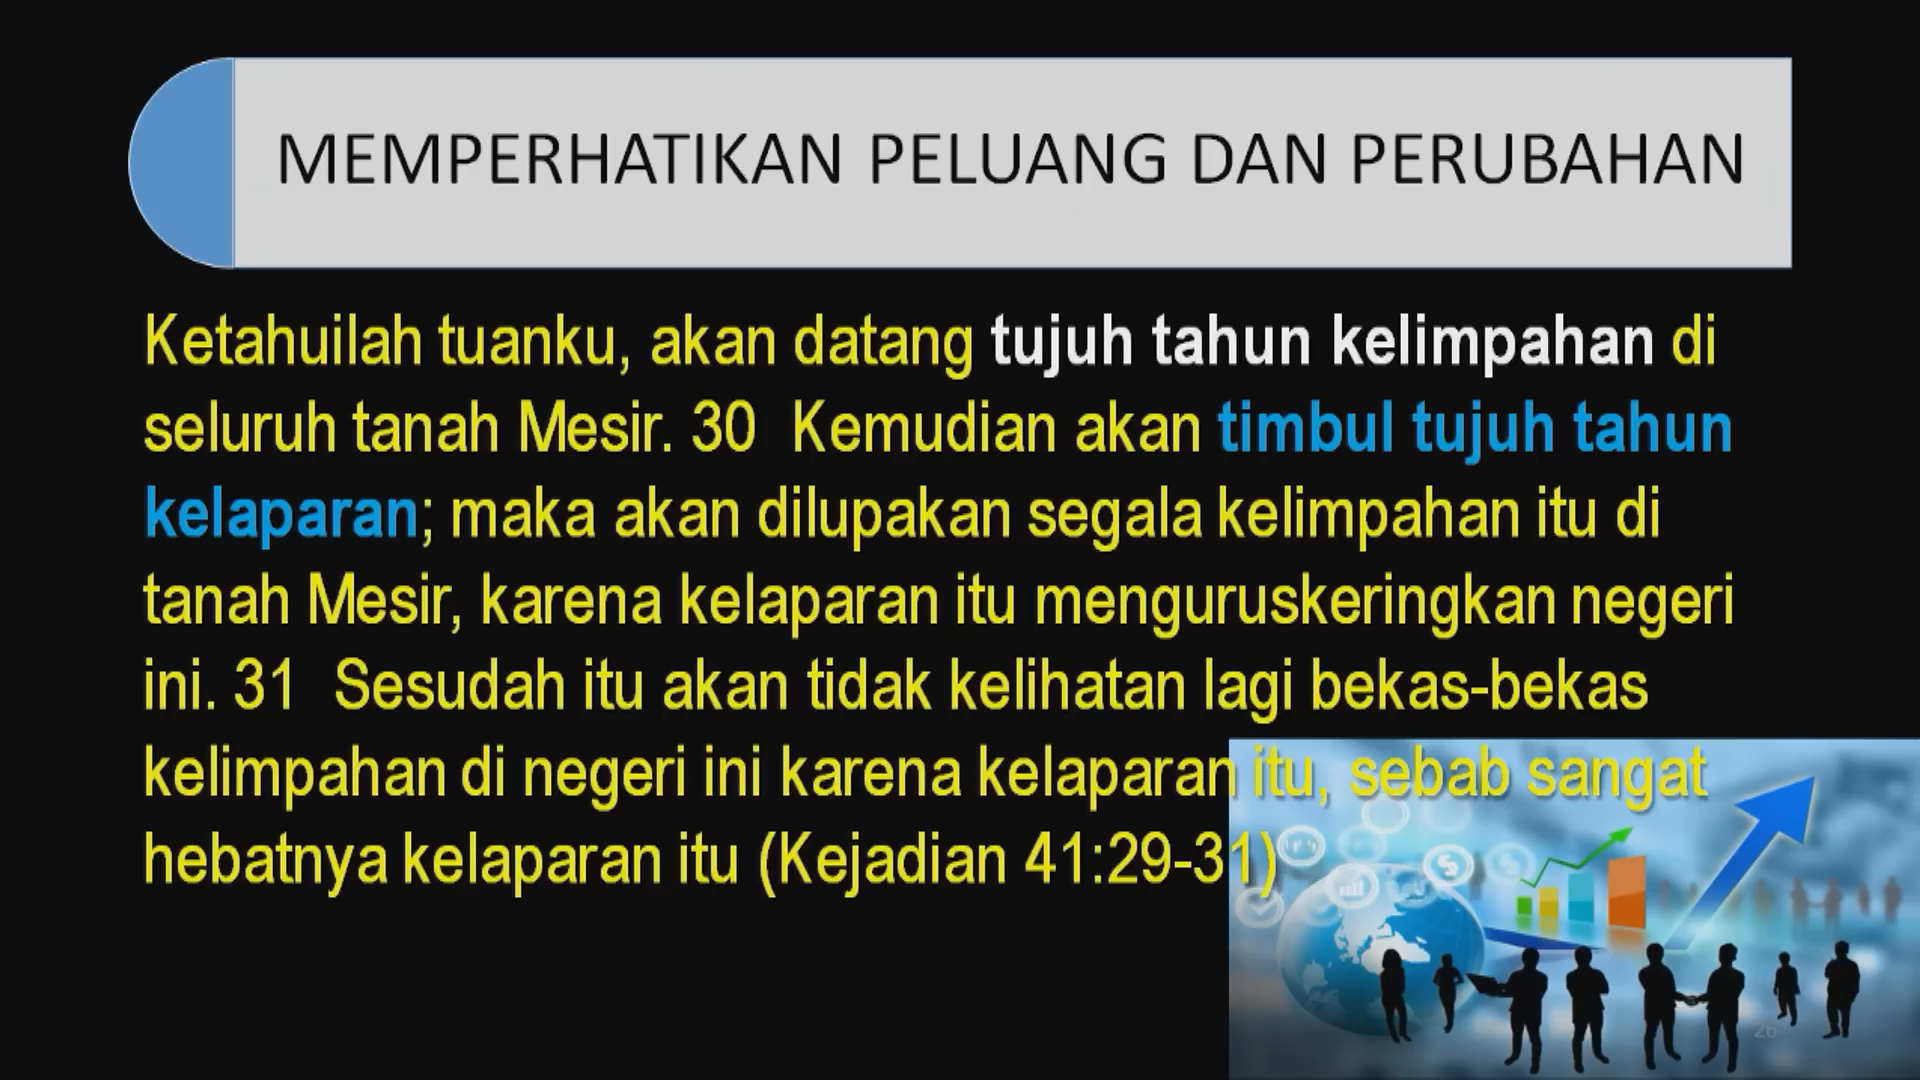 MEMPERHATIKAN PELUANG DAN PERUBAHAN
Ketahuilah tuanku, akan datang tujuh tahun kelimpahan di
seluruh tanah Mesir. 30 Kemudian akan timbul tujuh tahun
kelaparan; maka akan dilupakan segala kelimpahan itu di
tanah Mesir, karena kelaparan itu menguruskeringkan negeri
ini. 31 Sesudah itu akan tidak kelihatan lagi bekas-bekas
kelimpahan di negeri ini karena kelaparan itu, sebab sangat
hebatnya kelaparan itu (Kejadian 41:29-31)
26